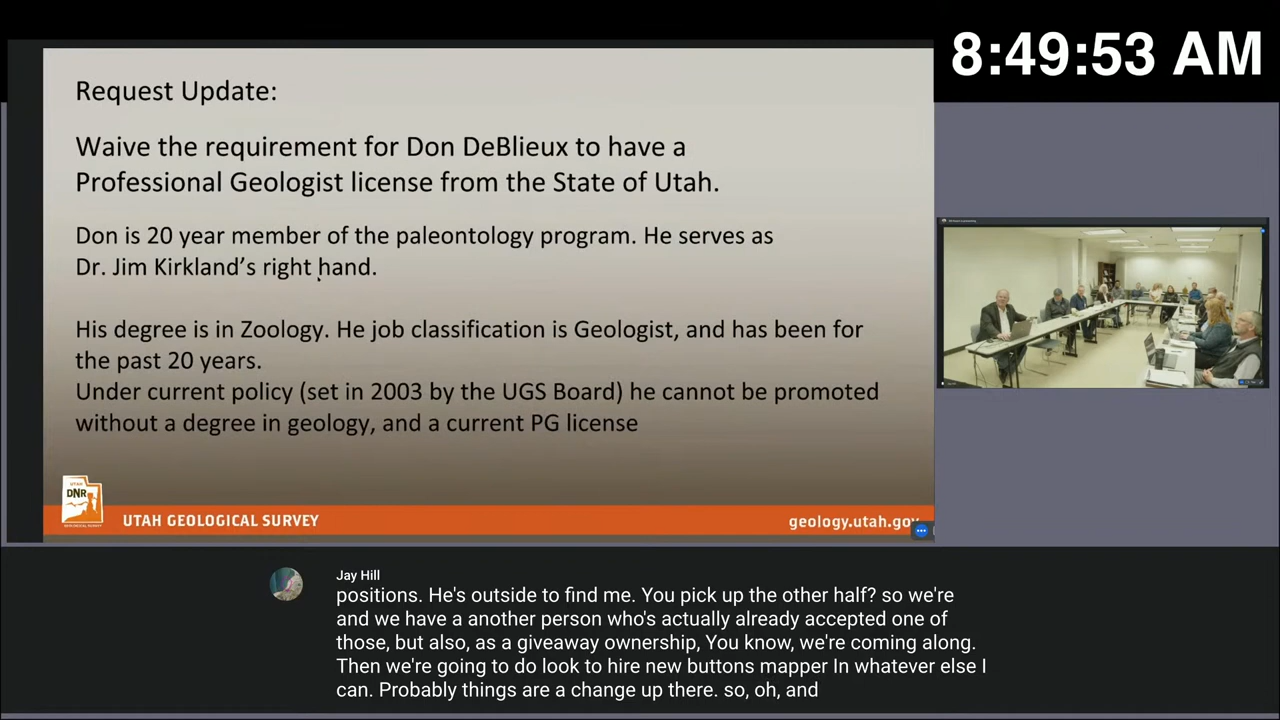 8:49:53 AM
Request Update:
Waive the requirement for Don DeBlieux to have a
Professional Geologist license from the State of Utah.
Don is 20 year member of the paleontology program. He serves as
Dr. Jim Kirkland’s right hand.
His degree is in Zoology. He job classification is Geologist, and has been for
the past 20 years.
Under current policy (set in 2003 by the UGS Board) he cannot be promoted
without a degree in geology, and a current PG license
UTAH
DNR
UTAH GEOLOGICAL SURVEY
geology.utah.gov
Jay Hill
positions. He's outside to find me. You pick up the other half? so we're
and we have a another person who's actually already accepted one of
those, but also, as a giveaway ownership, You know, we're coming along.
Then we're going to do look to hire new buttons mapper In whatever else I
can. Probably things are a change up there. so, oh, and